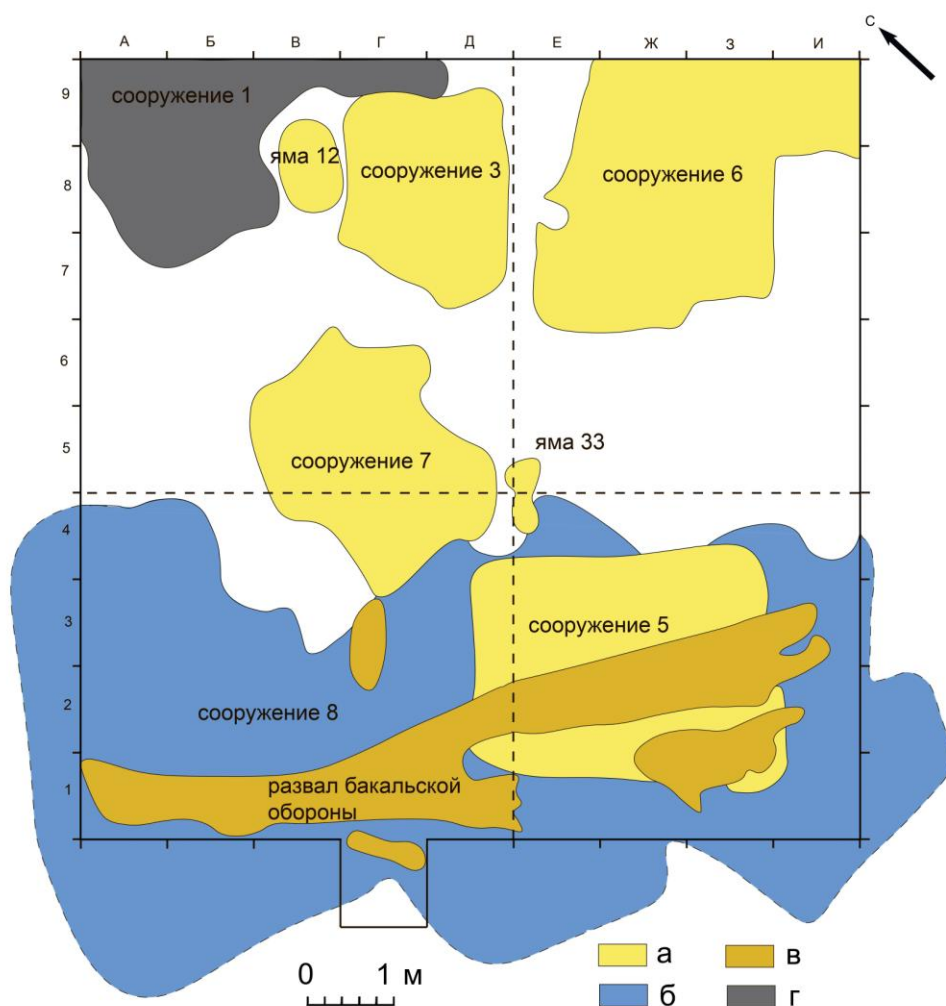 А Б В Г Д Е Ж З И
С
9
сооружение 1
яма 12
8
сооружение 3
сооружение 6
7
6
5
яма 33
сооружение 7
4
3
сооружение 5
2
сооружение 8
1
развал бакальской
обороны
0 1 м
а в
б г